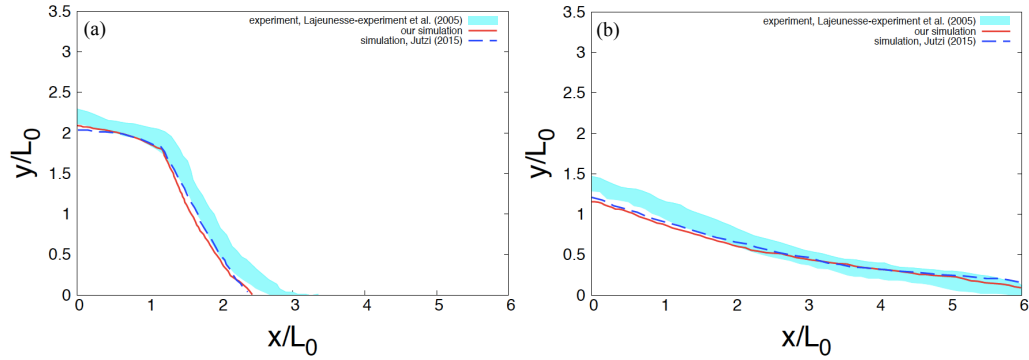 (a)
experiment, Lajeunesse-experiment et al. (2005)
our simulation
simulation, Jutzi (2015)
3.5
3
2.5
2
1.5
1
0.5
0
y/L0
0 1 2 3 4 5 6
x/L0
(b)
experiment, Lajeunesse-experiment et al. (2005)
our simulation
simulation, Jutzi (2015)
3.5
3
2.5
2
1.5
1
0.5
0
y/L0
0 1 2 3 4 5 6
x/L0